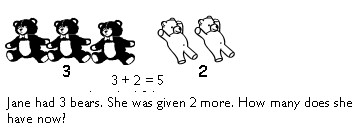 3 2
3 + 2 = 5
Jane had 3 bears. She was given 2 more. How many does she
have now?